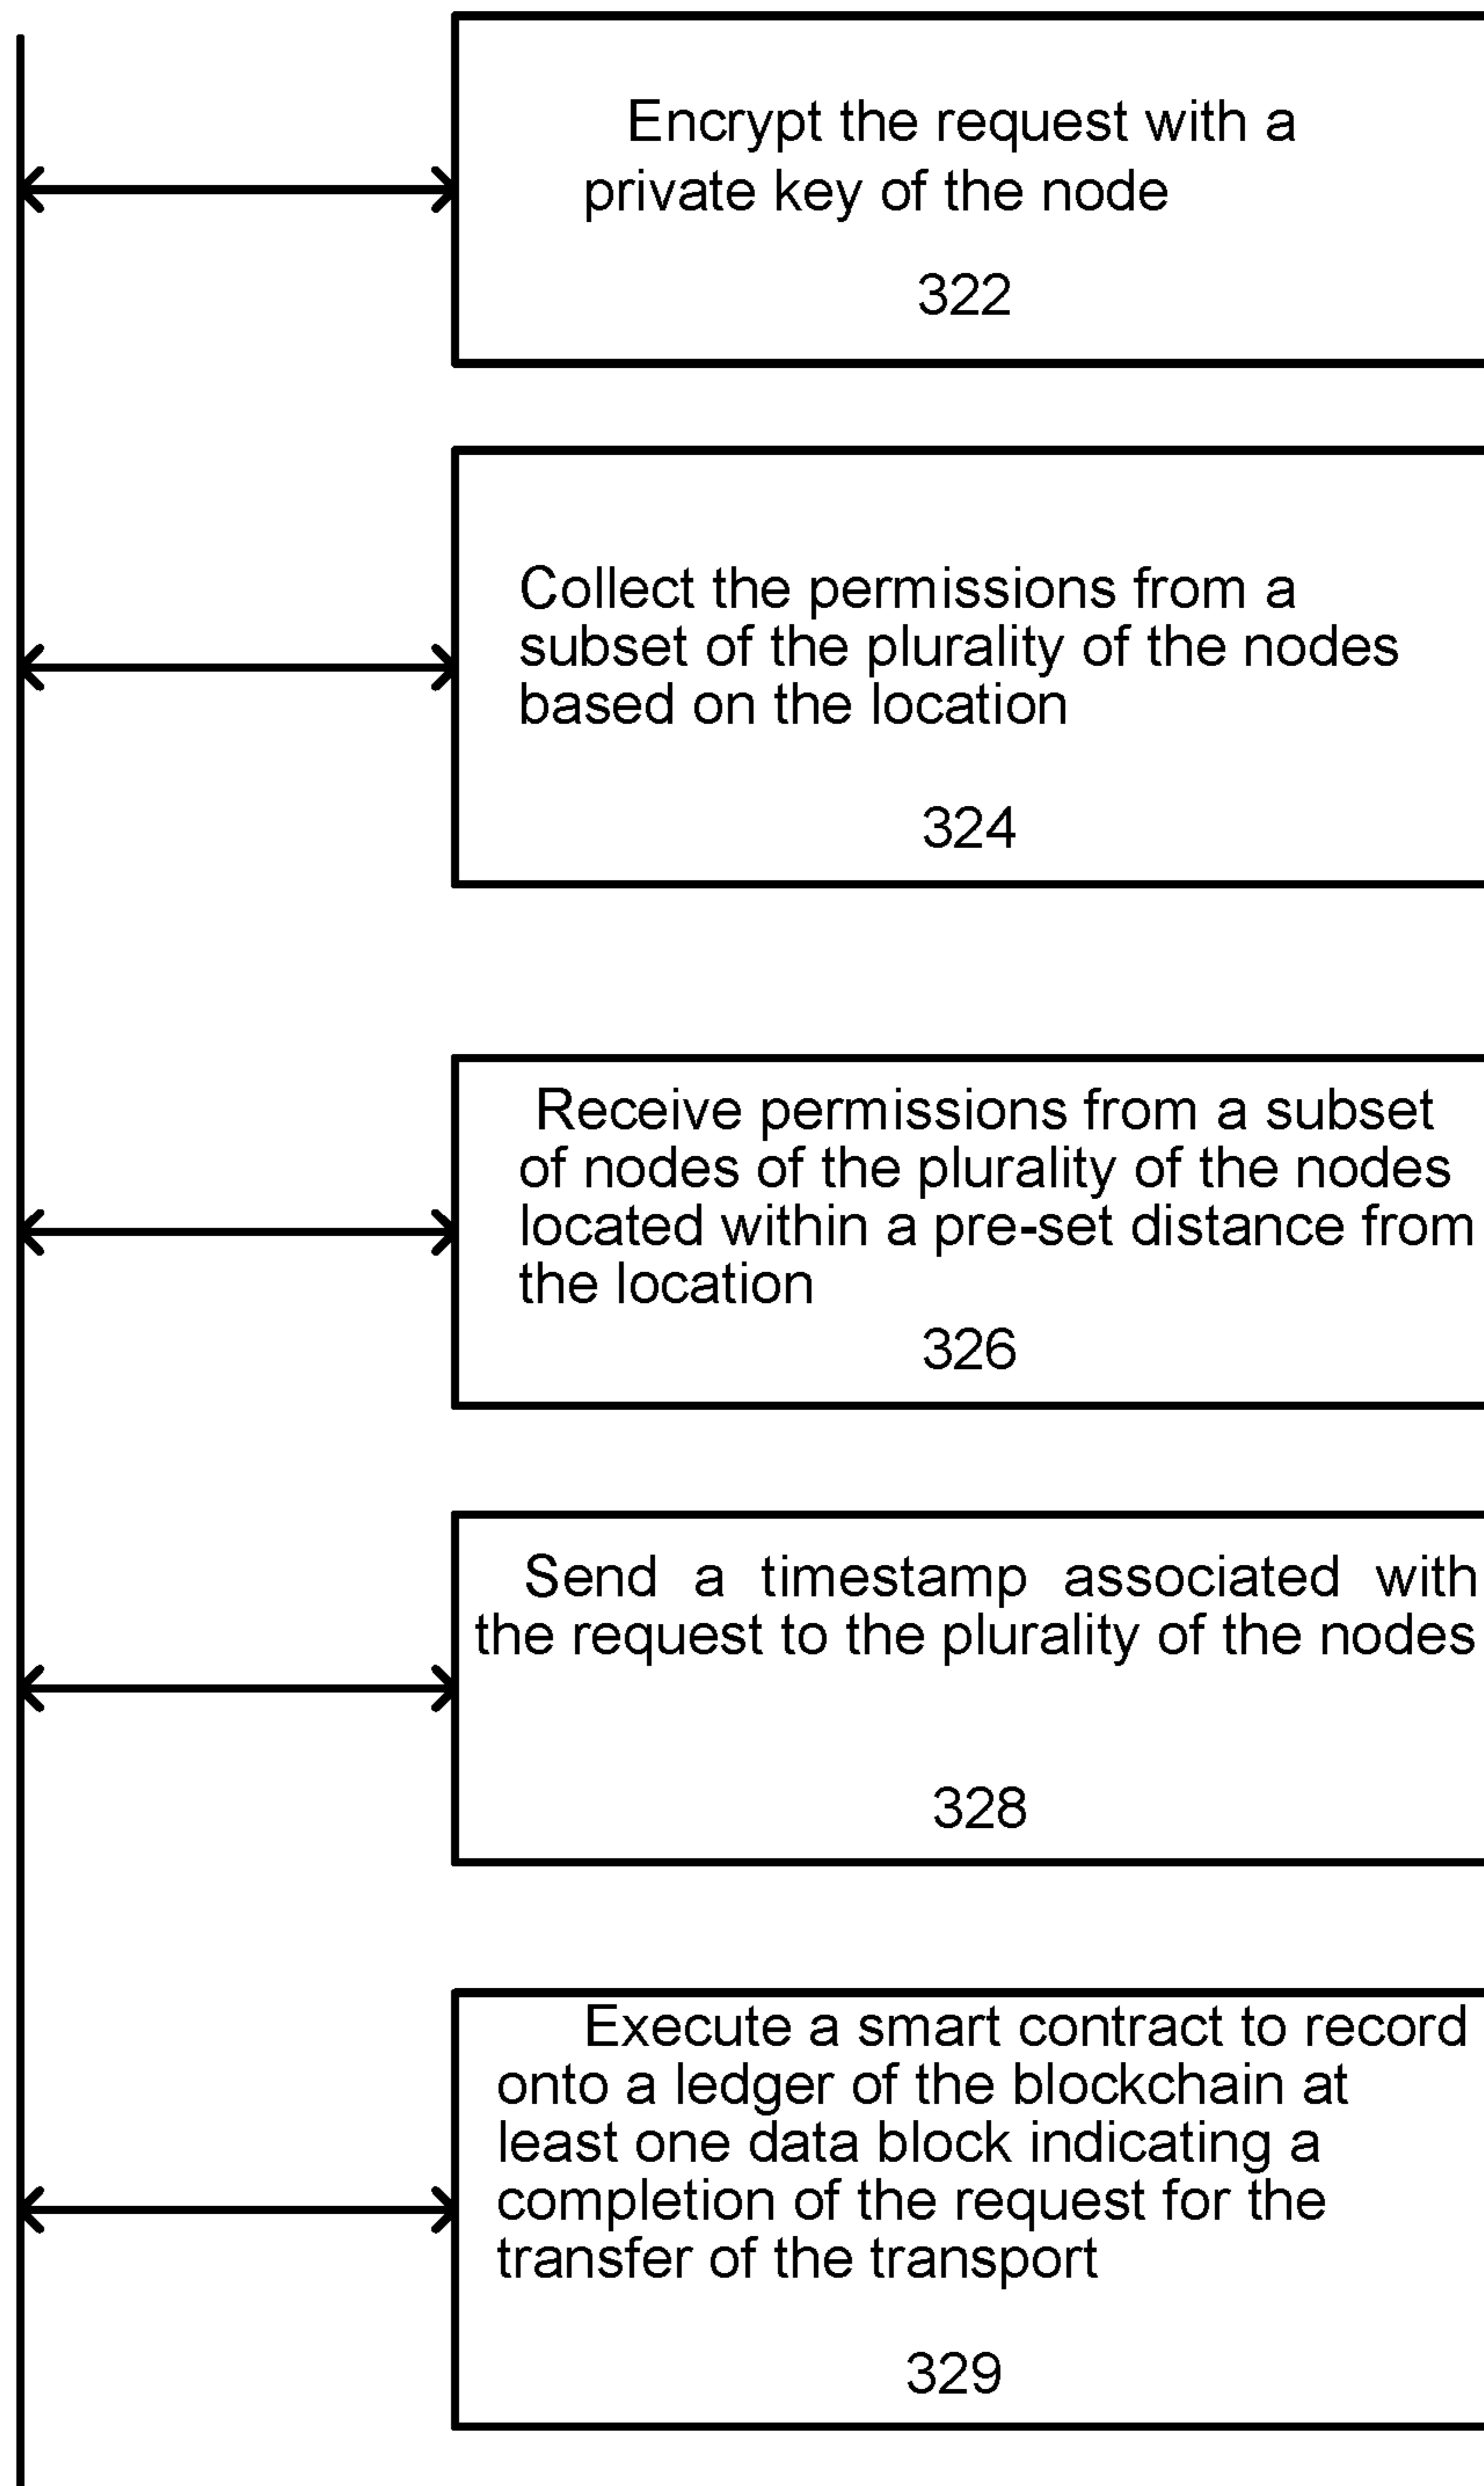 Encrypt the request with a
private key of the node
322
Collect the permissions from a
subset of the plurality of the nodes
based on the location
324
Receive permissions from a subset
of nodes of the plurality of the nodes
located within a pre-set distance from
the location
326
Send a timestamp associated with
the request to the plurality of the nodes
328
Execute a smart contract to record
onto a ledger of the blockchain at
least one data block indicating a
completion of the request for the
transfer of the transport
329